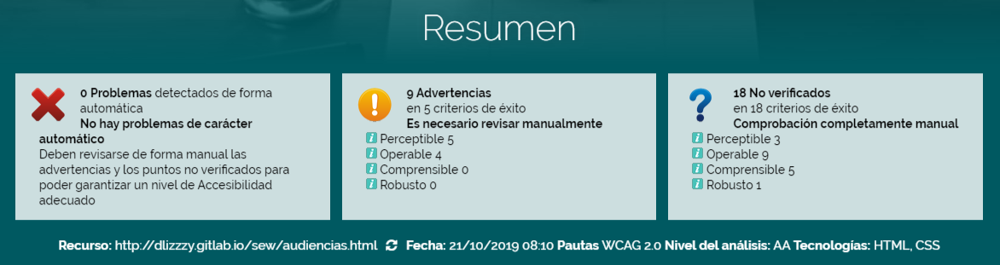 Resumen
0 Problemas detectados de forma
automática
No hay problemas de carácter
automático
Deben revisarse de forma manual las
advertencias y los puntos no verificados para
poder garantizar un nivel de Accesibilidad
adecuado
9 Advertencias
en 5 criterios de éxito
Es necesario revisar manualmente
Perceptible 5
Operable 4
Comprensible 0
Robusto 0
18 No verificados
en 18 criterios de éxito
Comprobación completamente manual
Perceptible 3
Operable 9
Comprensible 5
Robusto 1
Recurso: http://dlizzzy.gitlab.io/sew/audiencias.html Fecha: 21/10/2019 08:10 Pautas WCAG 2.0 Nivel del análisis: AA Tecnologías: HTML, CSS